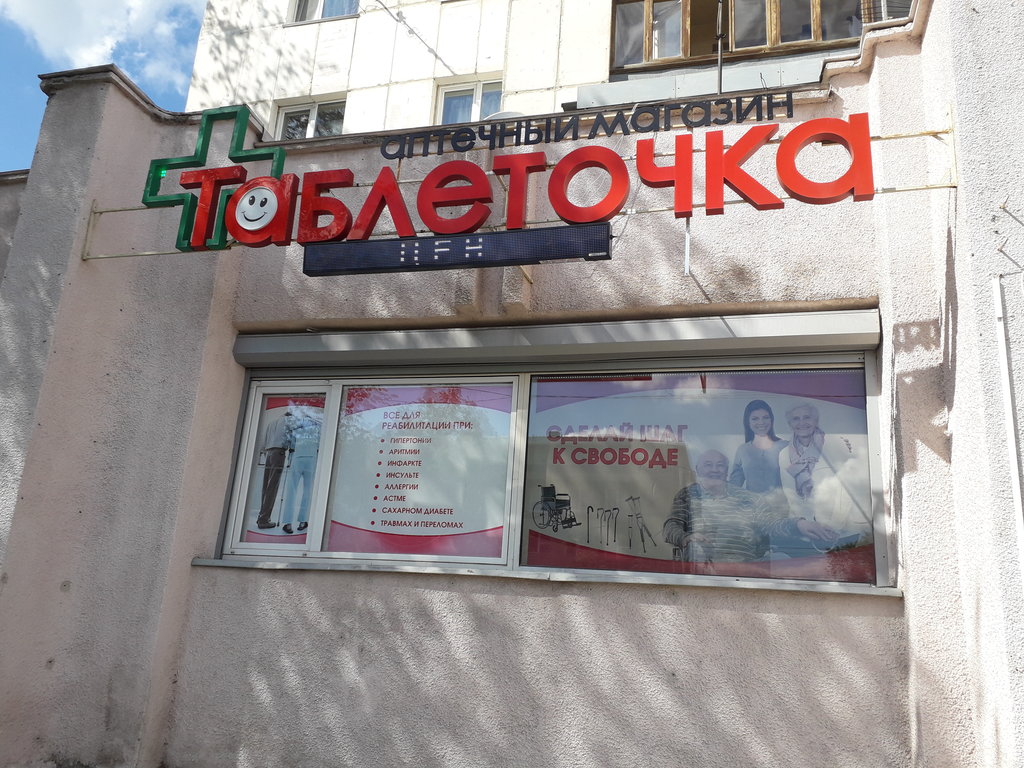 аптечный магазин
Таблеточка
ЦЕН
ВСЕ ДЛЯ
РЕАБИЛИТАЦИИ ПРИ:
• ГИПЕРТОНИИ
• АРИТМИИ
• ИНФАРКТЕ
• ИНСУЛЬТЕ
• АЛЛЕРГИИ
• АСТМЕ
• САХАРНОМ ДИАБЕТЕ
• ТРАВМАХ И ПЕРЕЛОМАХ
СДЕЛАЙ ШАГ
К СВОБОДЕ